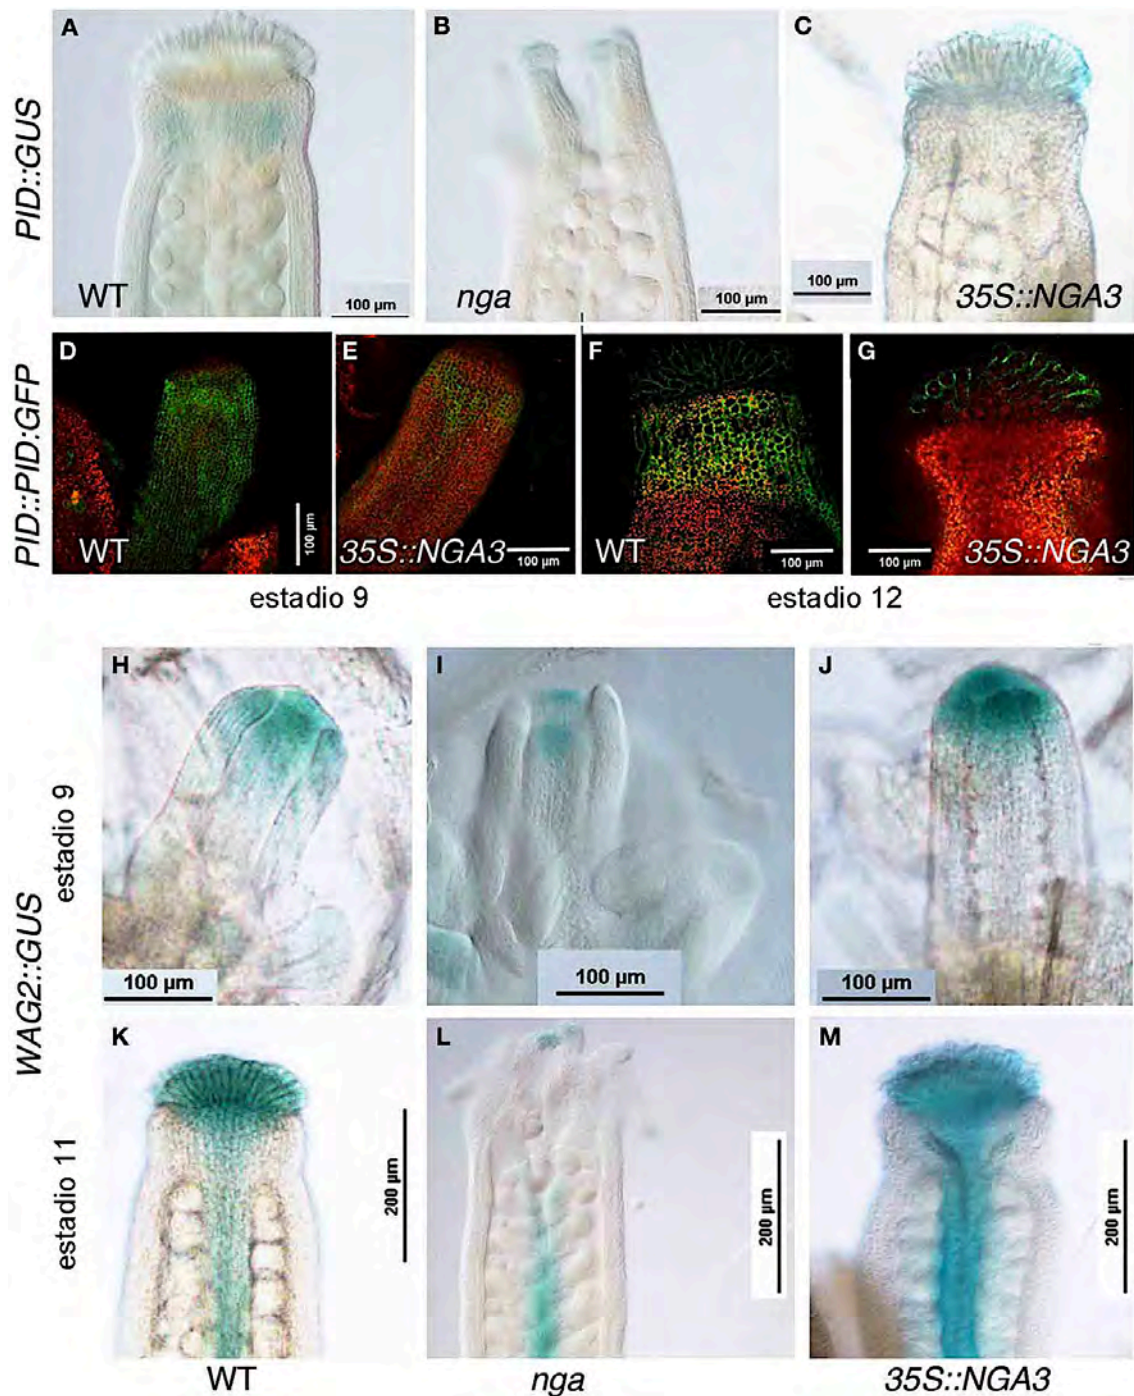 PID::GUS
A
WT
100 µm
B
nga
100 µm
C
100 µm
35S::NGA3
PID::PID:GFP
D
WT
100 µm
E
35S::NGA3
100 µm
F
WT
100 µm
G
100 µm
35S::NGA3
estadio 9
estadio 12
WAG2::GUS
estadio 9
H
100 µm
I
100 µm
J
100 µm
estadio 11
K
200 µm
L
200 µm
M
200 µm
WT
nga
35S::NGA3